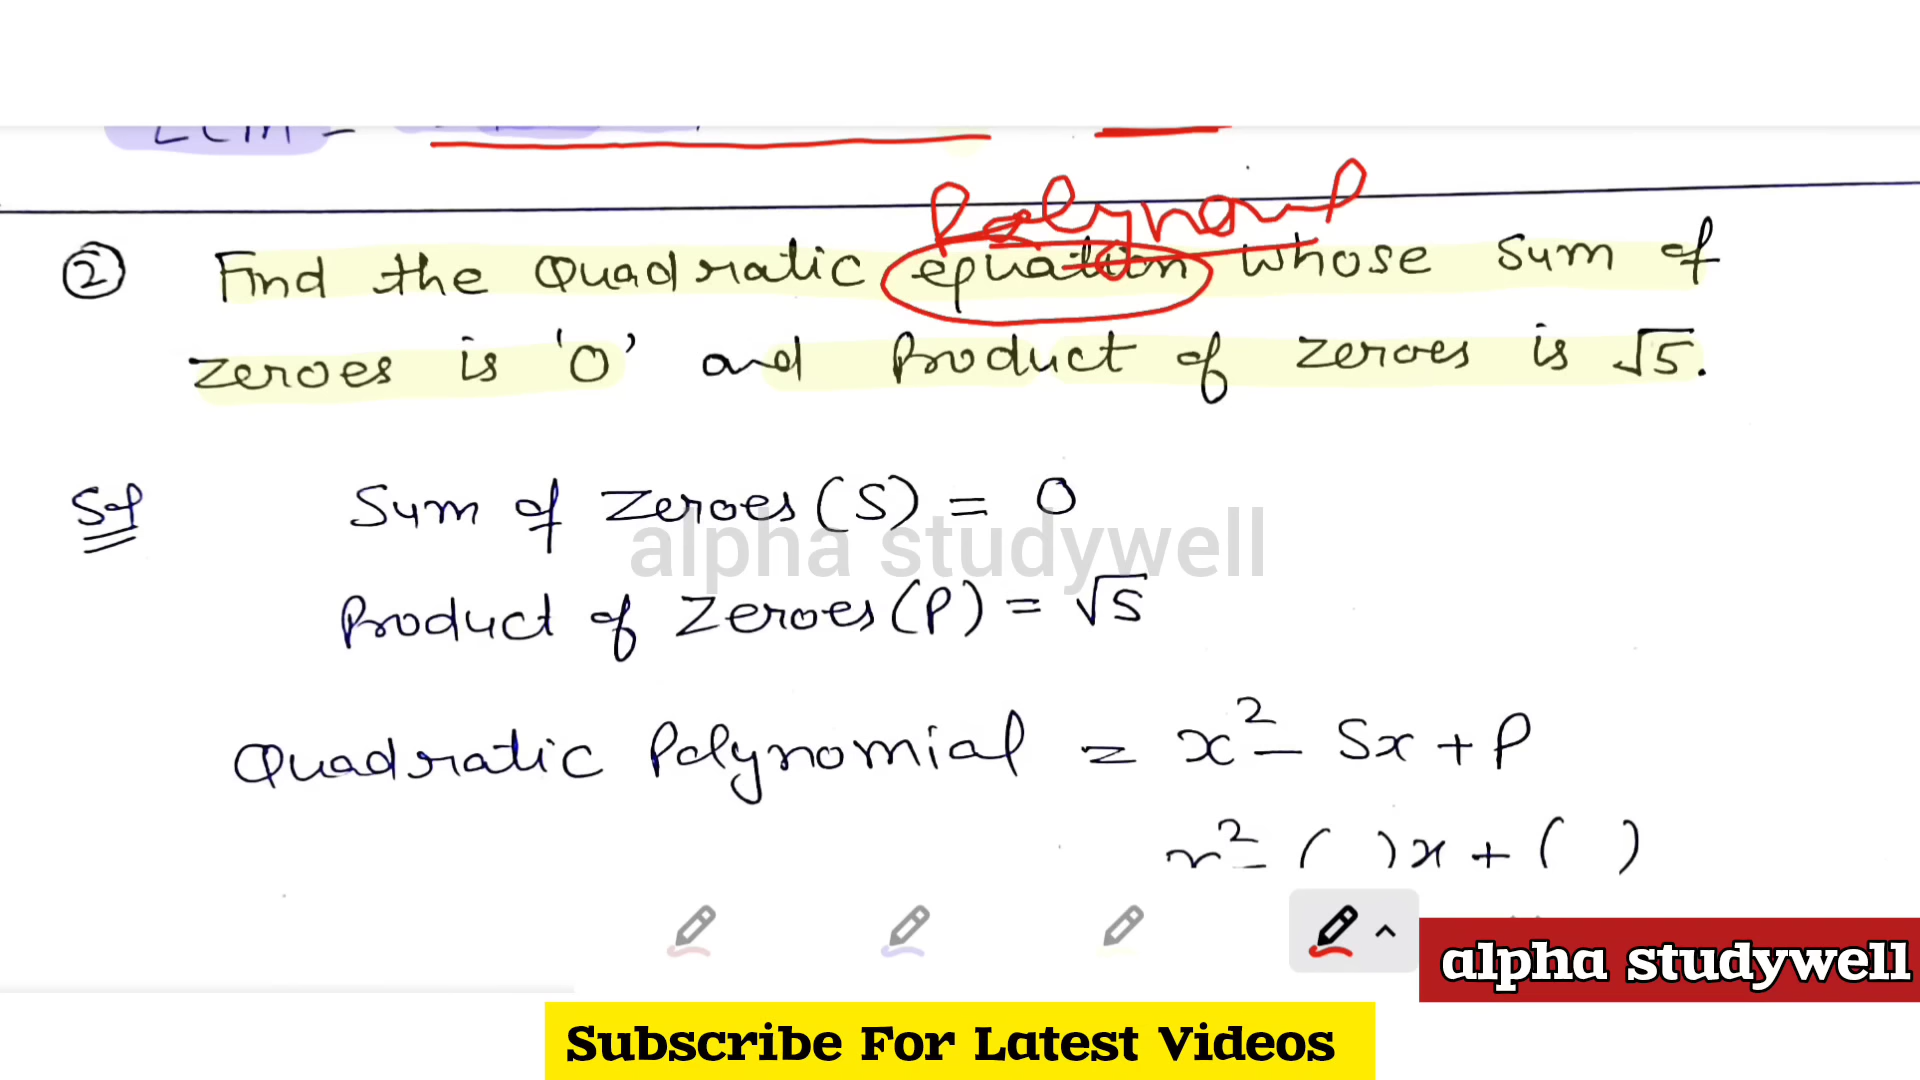 LCM =
Polynomial
② Find the Quadratic equation whose sum of
zeroes is '0' and Product of zeroes is √5.
Sol Sum of zeroes (S) = 0
alpha studywell
Product of zeroes (P) = √5
Quadratic Polynomial = x² - Sx + P
x² - ( )x + ( )
alpha studywell
Subscribe For Latest Videos